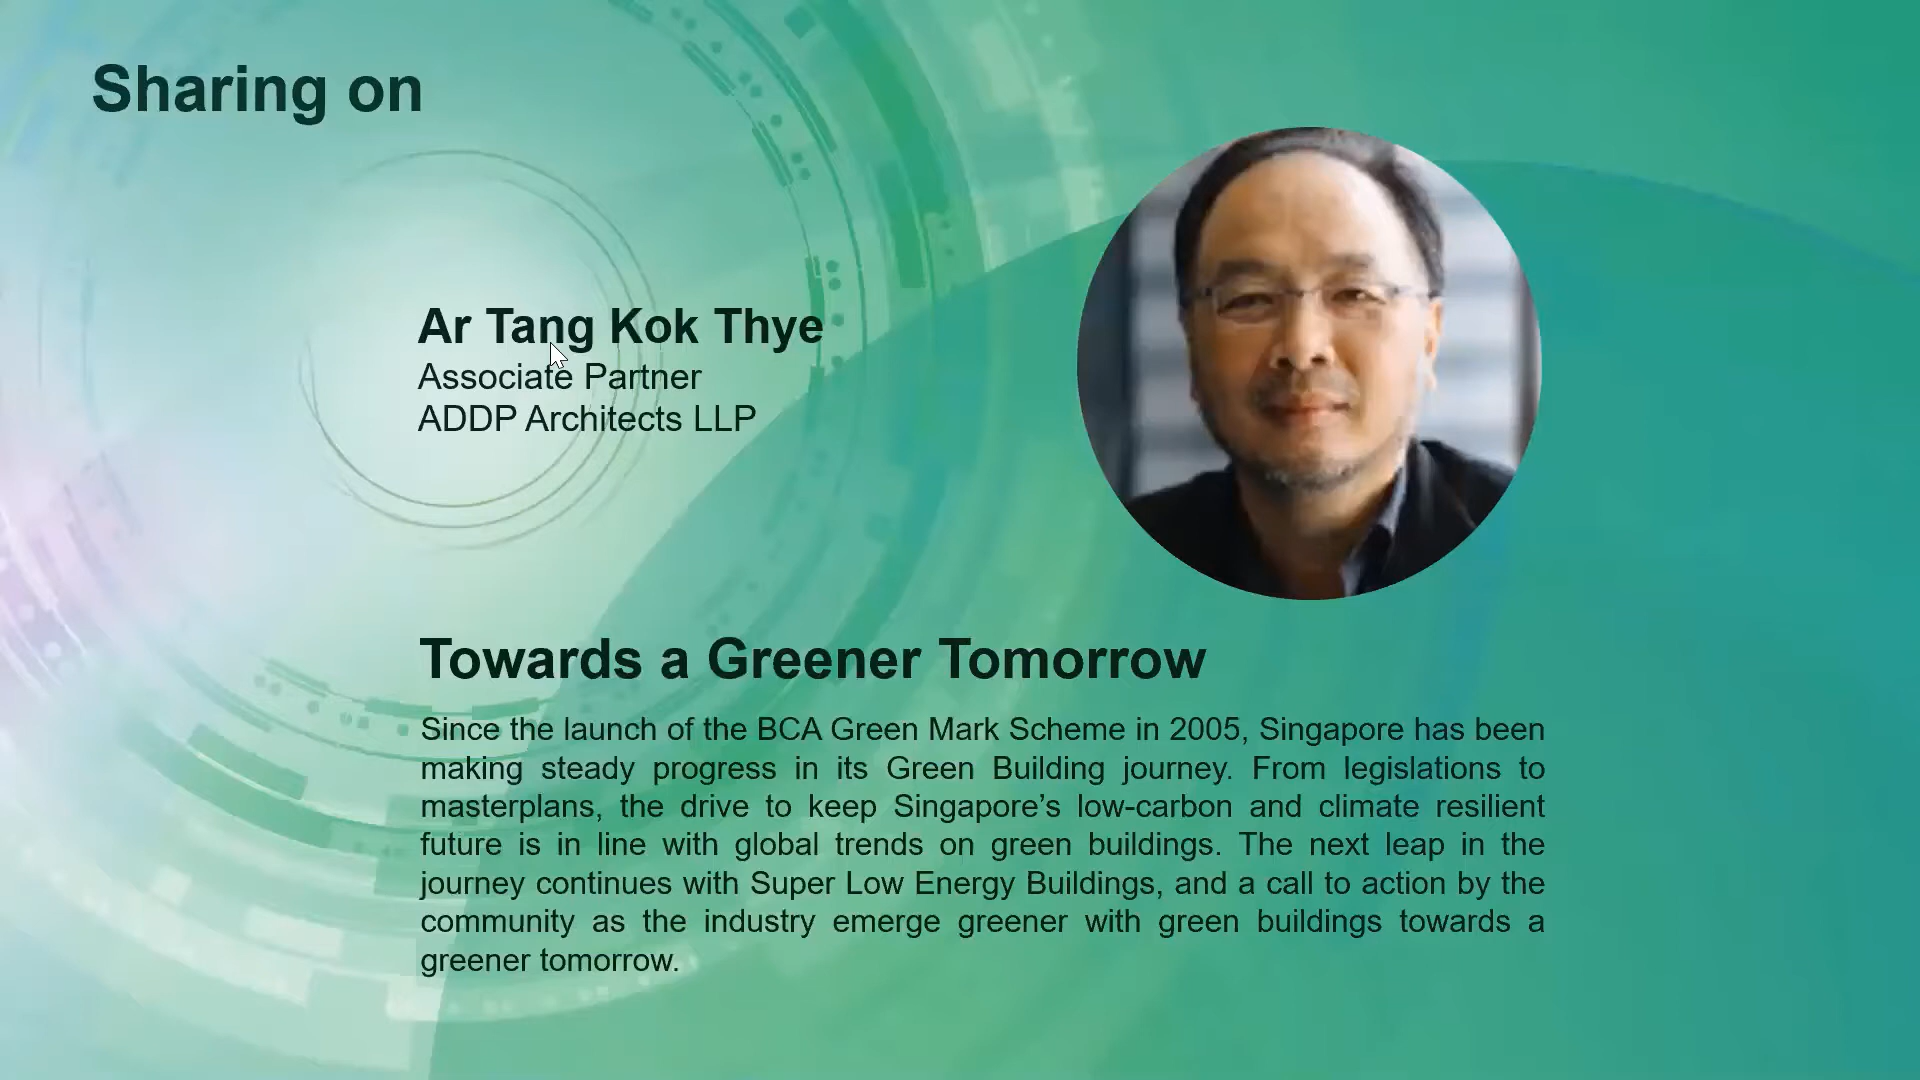 Sharing on
Ar Tang Kok Thye
Associate Partner
ADDP Architects LLP
Towards a Greener Tomorrow
Since the launch of the BCA Green Mark Scheme in 2005, Singapore has been
making steady progress in its Green Building journey. From legislations to
masterplans, the drive to keep Singapore’s low-carbon and climate resilient
future is in line with global trends on green buildings. The next leap in the
journey continues with Super Low Energy Buildings, and a call to action by the
community as the industry emerge greener with green buildings towards a
greener tomorrow.